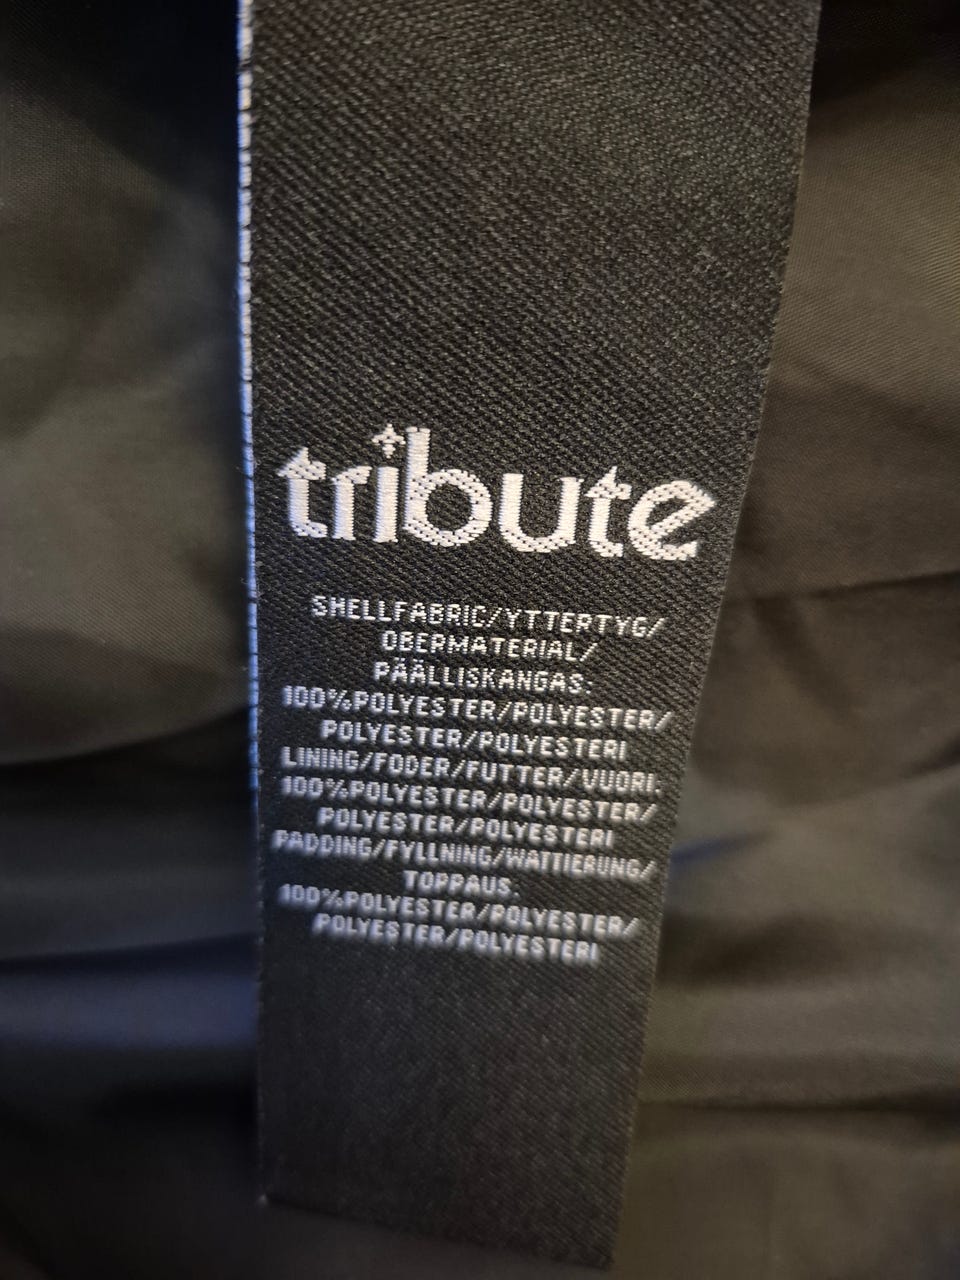 tribute
SHELLFABRIC/YTTERTYG/
OBERMATERIAL/
PÄÄLLISKANGAS:
100%POLYESTER/POLYESTER/
POLYESTER/POLYESTERI
LINING/FODER/FUTTER/VUORI:
100%POLYESTER/POLYESTER/
POLYESTER/POLYESTERI
PADDING/FYLLNING/WATTIERUNG/
TOPPAUS:
100%POLYESTER/POLYESTER/
POLYESTER/POLYESTERI